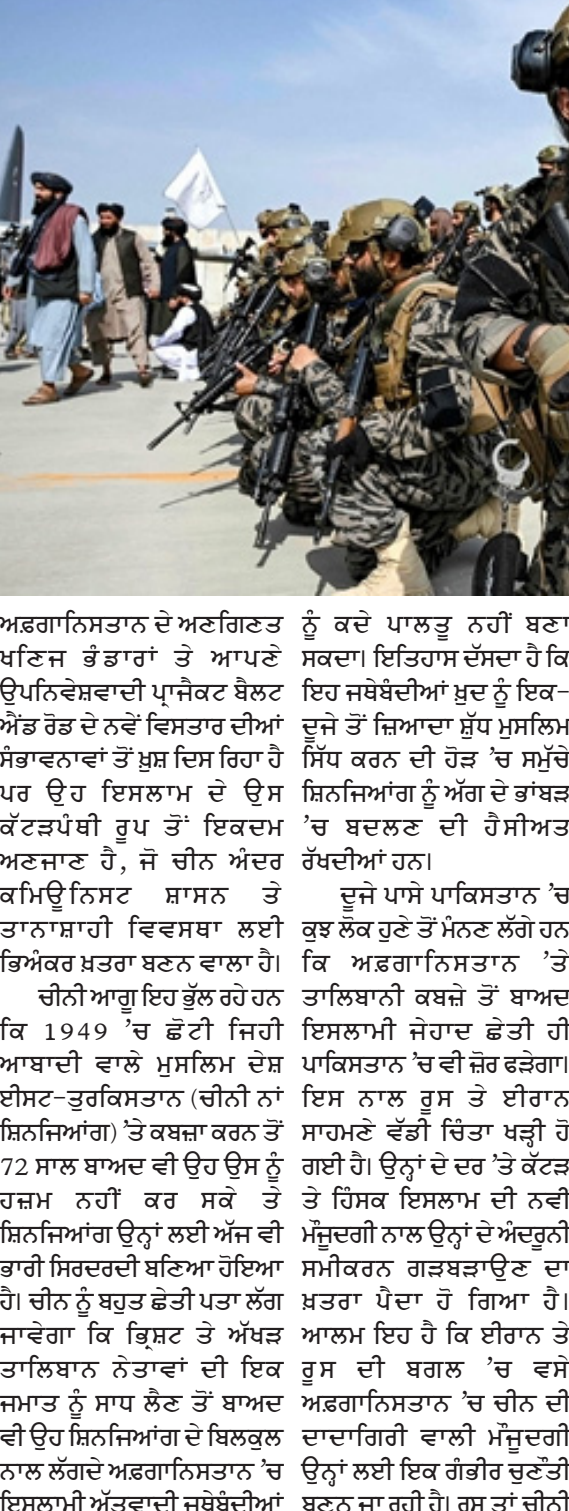 ਅਫ਼ਗਾਨਿਸਤਾਨ ਦੇ ਅਣਗਿਣਤ
ਖਣਿਜ ਭੰਡਾਰਾਂ ਤੇ ਆਪਣੇ
ਉਪਨਿਵੇਸ਼ਵਾਦੀ ਪ੍ਰਾਜੈਕਟ ਬੈਲਟ
ਐਂਡ ਰੋਡ ਦੇ ਨਵੇਂ ਵਿਸਤਾਰ ਦੀਆਂ
ਸੰਭਾਵਨਾਵਾਂ ਤੋਂ ਖ਼ੁਸ਼ ਦਿਸ ਰਿਹਾ ਹੈ
ਪਰ ਉਹ ਇਸਲਾਮ ਦੇ ਉਸ
ਕੱਟੜਪੰਥੀ ਰੂਪ ਤੋਂ ਇਕਦਮ
ਅਣਜਾਣ ਹੈ, ਜੋ ਚੀਨ ਅੰਦਰ
ਕਮਿਊਨਿਸਟ ਸ਼ਾਸਨ ਤੇ
ਤਾਨਾਸ਼ਾਹੀ ਵਿਵਸਥਾ ਲਈ
ਭਿਅੰਕਰ ਖ਼ਤਰਾ ਬਣਨ ਵਾਲਾ ਹੈ।
ਚੀਨੀ ਆਗੂ ਇਹ ਭੁੱਲ ਰਹੇ ਹਨ
ਕਿ 1949 ’ਚ ਛੋਟੀ ਜਿਹੀ
ਆਬਾਦੀ ਵਾਲੇ ਮੁਸਲਿਮ ਦੇਸ਼
ਈਸਟ-ਤੁਰਕਿਸਤਾਨ (ਚੀਨੀ ਨਾਂ
ਸ਼ਿਨਜਿਆਂਗ) ’ਤੇ ਕਬਜ਼ਾ ਕਰਨ ਤੋਂ
72 ਸਾਲ ਬਾਅਦ ਵੀ ਉਹ ਉਸ ਨੂੰ
ਹਜ਼ਮ ਨਹੀਂ ਕਰ ਸਕੇ ਤੇ
ਸ਼ਿਨਜਿਆਂਗ ਉਨ੍ਹਾਂ ਲਈ ਅੱਜ ਵੀ
ਭਾਰੀ ਸਿਰਦਰਦੀ ਬਣਿਆ ਹੋਇਆ
ਹੈ। ਚੀਨ ਨੂੰ ਬਹੁਤ ਛੇਤੀ ਪਤਾ ਲੱਗ
ਜਾਵੇਗਾ ਕਿ ਭ੍ਰਿਸ਼ਟ ਤੇ ਅੱਖੜ
ਤਾਲਿਬਾਨ ਨੇਤਾਵਾਂ ਦੀ ਇਕ
ਜਮਾਤ ਨੂੰ ਸਾਧ ਲੈਣ ਤੋਂ ਬਾਅਦ
ਵੀ ਉਹ ਸ਼ਿਨਜਿਆਂਗ ਦੇ ਬਿਲਕੁਲ
ਨਾਲ ਲੱਗਦੇ ਅਫ਼ਗਾਨਿਸਤਾਨ ’ਚ
ਇਸਲਾਮੀ ਅੱਤਵਾਦੀ ਜਥੇਬੰਦੀਆਂ
ਨੂੰ ਕਦੇ ਪਾਲਤੂ ਨਹੀਂ ਬਣਾ
ਸਕਦਾ। ਇਤਿਹਾਸ ਦੱਸਦਾ ਹੈ ਕਿ
ਇਹ ਜਥੇਬੰਦੀਆਂ ਖ਼ੁਦ ਨੂੰ ਇਕ-
ਦੂਜੇ ਤੋਂ ਜ਼ਿਆਦਾ ਸ਼ੁੱਧ ਮੁਸਲਿਮ
ਸਿੱਧ ਕਰਨ ਦੀ ਹੋੜ ’ਚ ਸਮੁੱਚੇ
ਸ਼ਿਨਜਿਆਂਗ ਨੂੰ ਅੱਗ ਦੇ ਭਾਂਬੜ
’ਚ ਬਦਲਣ ਦੀ ਹੈਸੀਅਤ
ਰੱਖਦੀਆਂ ਹਨ।
ਦੂਜੇ ਪਾਸੇ ਪਾਕਿਸਤਾਨ ’ਚ
ਕੁਝ ਲੋਕ ਹੁਣੇ ਤੋਂ ਮੰਨਣ ਲੱਗੇ ਹਨ
ਕਿ ਅਫ਼ਗਾਨਿਸਤਾਨ ’ਤੇ
ਤਾਲਿਬਾਨੀ ਕਬਜ਼ੇ ਤੋਂ ਬਾਅਦ
ਇਸਲਾਮੀ ਜੇਹਾਦ ਛੇਤੀ ਹੀ
ਪਾਕਿਸਤਾਨ ’ਚ ਵੀ ਜ਼ੋਰ ਫੜੇਗਾ।
ਇਸ ਨਾਲ ਰੂਸ ਤੇ ਈਰਾਨ
ਸਾਹਮਣੇ ਵੱਡੀ ਚਿੰਤਾ ਖੜ੍ਹੀ ਹੋ
ਗਈ ਹੈ। ਉਨ੍ਹਾਂ ਦੇ ਦਰ ’ਤੇ ਕੱਟੜ
ਤੇ ਹਿੰਸਕ ਇਸਲਾਮ ਦੀ ਨਵੀਂ
ਮੌਜੂਦਗੀ ਨਾਲ ਉਨ੍ਹਾਂ ਦੇ ਅੰਦਰੂਨੀ
ਸਮੀਕਰਨ ਗੜਬੜਾਉਣ ਦਾ
ਖ਼ਤਰਾ ਪੈਦਾ ਹੋ ਗਿਆ ਹੈ।
ਆਲਮ ਇਹ ਹੈ ਕਿ ਈਰਾਨ ਤੇ
ਰੂਸ ਦੀ ਬਗਲ ’ਚ ਵਸੇ
ਅਫ਼ਗਾਨਿਸਤਾਨ ’ਚ ਚੀਨ ਦੀ
ਦਾਦਾਗਿਰੀ ਵਾਲੀ ਮੌਜੂਦਗੀ
ਉਨ੍ਹਾਂ ਲਈ ਇਕ ਗੰਭੀਰ ਚੁਣੌਤੀ
ਬਣਨ ਜਾ ਰਹੀ ਹੈ। ਰੂਸ ਤਾਂ ਚੀਨੀ